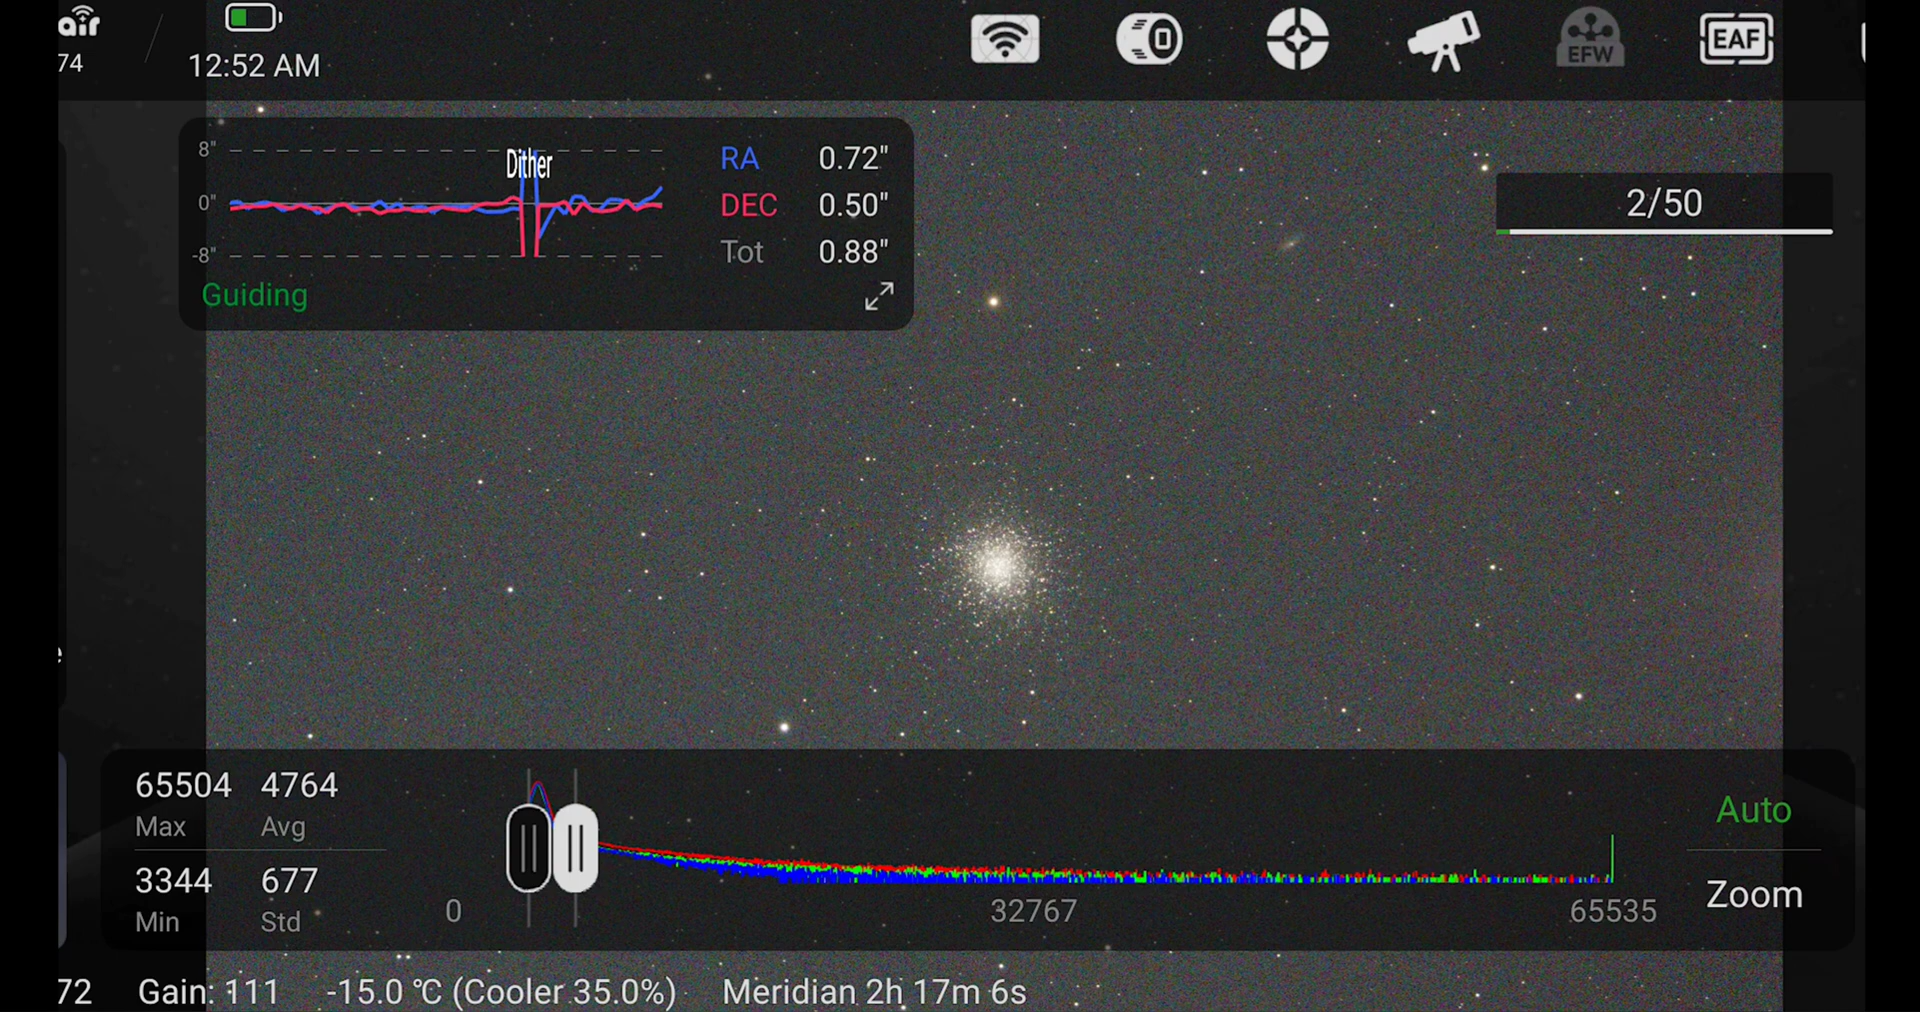 air
74
12:52 AM
EFW
EAF
8"
0"
-8"
Dither
RA 0.72"
DEC 0.50"
Tot 0.88"
Guiding
2/50
e
65504 4764
Max Avg
3344 677
Min Std
0 32767 65535
Auto
Zoom
72 Gain: 111 -15.0 ℃ (Cooler 35.0%) Meridian 2h 17m 6s